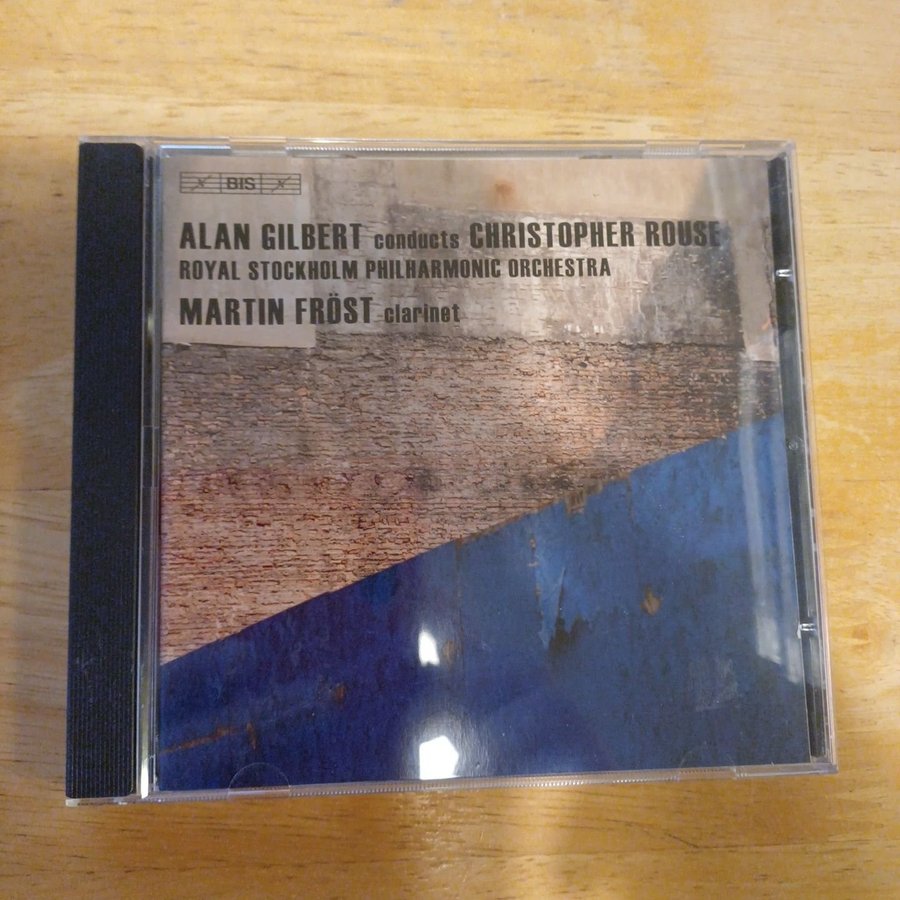 BIS
ALAN GILBERT conducts CHRISTOPHER ROUSE
ROYAL STOCKHOLM PHILHARMONIC ORCHESTRA
MARTIN FRÖST clarinet